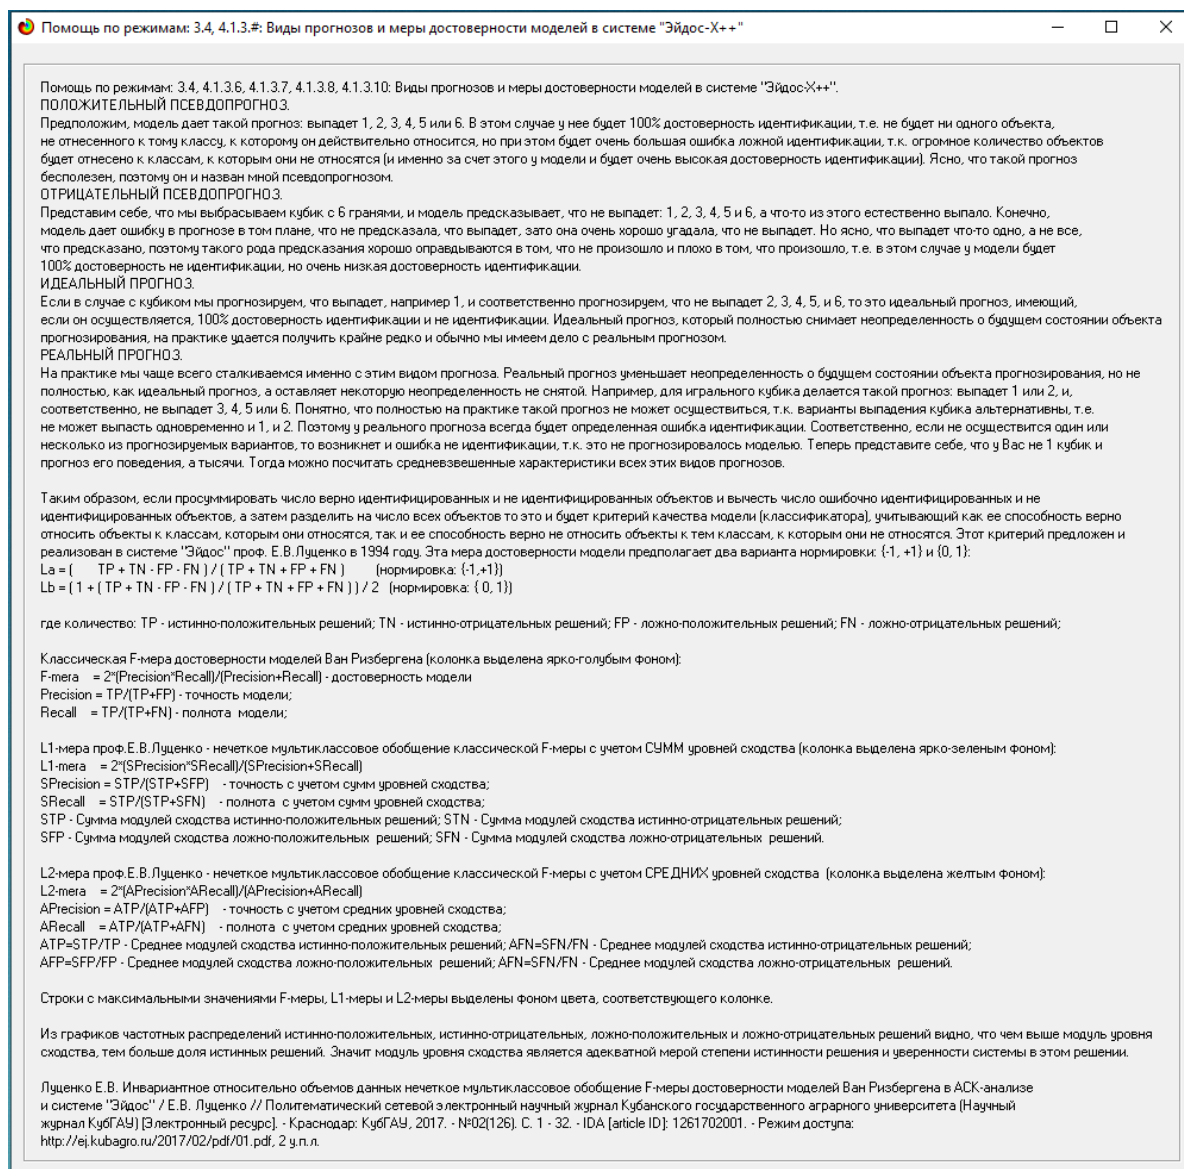 Помощь по режимам: 3.4, 4.1.3.#: Виды прогнозов и меры достоверности моделей в системе "Эйдос-X++"
Помощь по режимам: 3.4, 4.1.3.6, 4.1.3.7, 4.1.3.8, 4.1.3.10: Виды прогнозов и меры достоверности моделей в системе "Эйдос-X++".
ПОЛОЖИТЕЛЬНЫЙ ПСЕВДОПРОГНОЗ.
Предположим, модель дает такой прогноз: выпадет 1, 2, 3, 4, 5 или 6. В этом случае у нее будет 100% достоверность идентификации, т.е. не будет ни одного объекта,
не отнесенного к тому классу, к которому он действительно относится, но при этом будет очень большая ошибка ложной идентификации, т.к. огромное количество объектов
будет отнесено к классам, к которым они не относятся (и именно за счет этого у модели и будет очень высокая достоверность идентификации). Ясно, что такой прогноз
бесполезен, поэтому он и назван мной псевдопрогнозом.
ОТРИЦАТЕЛЬНЫЙ ПСЕВДОПРОГНОЗ.
Представим себе, что мы выбрасываем кубик с 6 гранями, и модель предсказывает, что не выпадет: 1, 2, 3, 4, 5 и 6, а что-то из этого естественно выпало. Конечно,
модель дает ошибку в прогнозе в том плане, что не предсказала, что выпадет, зато она очень хорошо угадала, что не выпадет. Но ясно, что выпадет что-то одно, а не все,
что предсказано, поэтому такого рода предсказания хорошо оправдываются в том, что не произошло и плохо в том, что произошло, т.е. в этом случае у модели будет
100% достоверность не идентификации, но очень низкая достоверность идентификации.
ИДЕАЛЬНЫЙ ПРОГНОЗ.
Если в случае с кубиком мы прогнозируем, что выпадет, например 1, и соответственно прогнозируем, что не выпадет 2, 3, 4, 5, и 6, то это идеальный прогноз, имеющий,
если он осуществляется, 100% достоверность идентификации и не идентификации. Идеальный прогноз, который полностью снимает неопределенность о будущем состоянии объекта
прогнозирования, на практике удается получить крайне редко и обычно мы имеем дело с реальным прогнозом.
РЕАЛЬНЫЙ ПРОГНОЗ.
На практике мы чаще всего сталкиваемся именно с этим видом прогноза. Реальный прогноз уменьшает неопределенность о будущем состоянии объекта прогнозирования, но не
полностью, как идеальный прогноз, а оставляет некоторую неопределенность не снятой. Например, для игрального кубика делается такой прогноз: выпадет 1 или 2, и,
соответственно, не выпадет 3, 4, 5 или 6. Понятно, что полностью на практике такой прогноз не может осуществиться, т.к. варианты выпадения кубика альтернативны, т.е.
не может выпасть одновременно и 1, и 2. Поэтому у реального прогноза всегда будет определенная ошибка идентификации. Соответственно, если не осуществится один или
несколько из прогнозируемых вариантов, то возникнет и ошибка не идентификации, т.к. это не прогнозировалось моделью. Теперь представите себе, что у Вас не 1 кубик и
прогноз его поведения, а тысячи. Тогда можно посчитать средневзвешенные характеристики всех этих видов прогнозов.
Таким образом, если просуммировать число верно идентифицированных и не идентифицированных объектов и вычесть число ошибочно идентифицированных и не
идентифицированных объектов, а затем разделить на число всех объектов то это и будет критерий качества модели (классификатора), учитывающий как ее способность верно
относить объекты к классам, которым они относятся, так и ее способность верно не относить объекты к тем классам, к которым они не относятся. Этот критерий предложен и
реализован в системе "Эйдос" проф. Е.В.Луценко в 1994 году. Эта мера достоверности модели предполагает два варианта нормировки: {-1, +1} и {0, 1}:
La = ( TP + TN - FP - FN ) / ( TP + TN + FP + FN ) (нормировка: {-1,+1})
Lb = ( 1 + ( TP + TN - FP - FN ) / ( TP + TN + FP + FN ) ) / 2 (нормировка: { 0, 1})
где количество: TP - истинно-положительных решений; TN - истинно-отрицательных решений; FP - ложно-положительных решений; FN - ложно-отрицательных решений;
Классическая F-мера достоверности моделей Ван Ризбергена (колонка выделена ярко-голубым фоном):
F-mera = 2*(Precision*Recall)/(Precision+Recall) - достоверность модели
Precision = TP/(TP+FP) - точность модели;
Recall = TP/(TP+FN) - полнота модели;
L1-мера проф.Е.В.Луценко - нечеткое мультиклассовое обобщение классической F-меры с учетом СУММ уровней сходства (колонка выделена ярко-зеленым фоном):
L1-mera = 2*(SPrecision*SRecall)/(SPrecision+SRecall)
SPrecision = STP/(STP+SFP) - точность с учетом сумм уровней сходства;
SRecall = STP/(STP+SFN) - полнота с учетом сумм уровней сходства;
STP - Сумма модулей сходства истинно-положительных решений; STN - Сумма модулей сходства истинно-отрицательных решений;
SFP - Сумма модулей сходства ложно-положительных решений; SFN - Сумма модулей сходства ложно-отрицательных решений.
L2-мера проф.Е.В.Луценко - нечеткое мультиклассовое обобщение классической F-меры с учетом СРЕДНИХ уровней сходства (колонка выделена желтым фоном):
L2-mera = 2*(APrecision*ARecall)/(APrecision+ARecall)
APrecision = ATP/(ATP+AFP) - точность с учетом средних уровней сходства;
ARecall = ATP/(ATP+AFN) - полнота с учетом средних уровней сходства;
ATP=STP/TP - Среднее модулей сходства истинно-положительных решений; AFN=SFN/FN - Среднее модулей сходства истинно-отрицательных решений;
AFP=SFP/FP - Среднее модулей сходства ложно-положительных решений; AFN=SFN/FN - Среднее модулей сходства ложно-отрицательных решений.
Строки с максимальными значениями F-меры, L1-меры и L2-меры выделены фоном цвета, соответствующего колонке.
Из графиков частотных распределений истинно-положительных, истинно-отрицательных, ложно-положительных и ложно-отрицательных решений видно, что чем выше модуль уровня
сходства, тем больше доля истинных решений. Значит модуль уровня сходства является адекватной мерой степени истинности решения и уверенности системы в этом решении.
Луценко Е.В. Инвариантное относительно объемов данных нечеткое мультиклассовое обобщение F-меры достоверности моделей Ван Ризбергена в АСК-анализе
и системе "Эйдос" / Е.В. Луценко // Политематический сетевой электронный научный журнал Кубанского государственного аграрного университета (Научный
журнал КубГАУ) [Электронный ресурс]. - Краснодар: КубГАУ, 2017. - №02(126). С. 1 - 32. - IDA [article ID]: 1261702001. - Режим доступа:
http://ej.kubagro.ru/2017/02/pdf/01.pdf, 2 у.п.л.